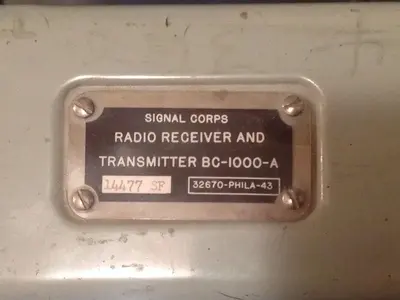 SIGNAL CORPS
RADIO RECEIVER AND
TRANSMITTER BC-1000-A
14477 SF 32670-PHILA-43